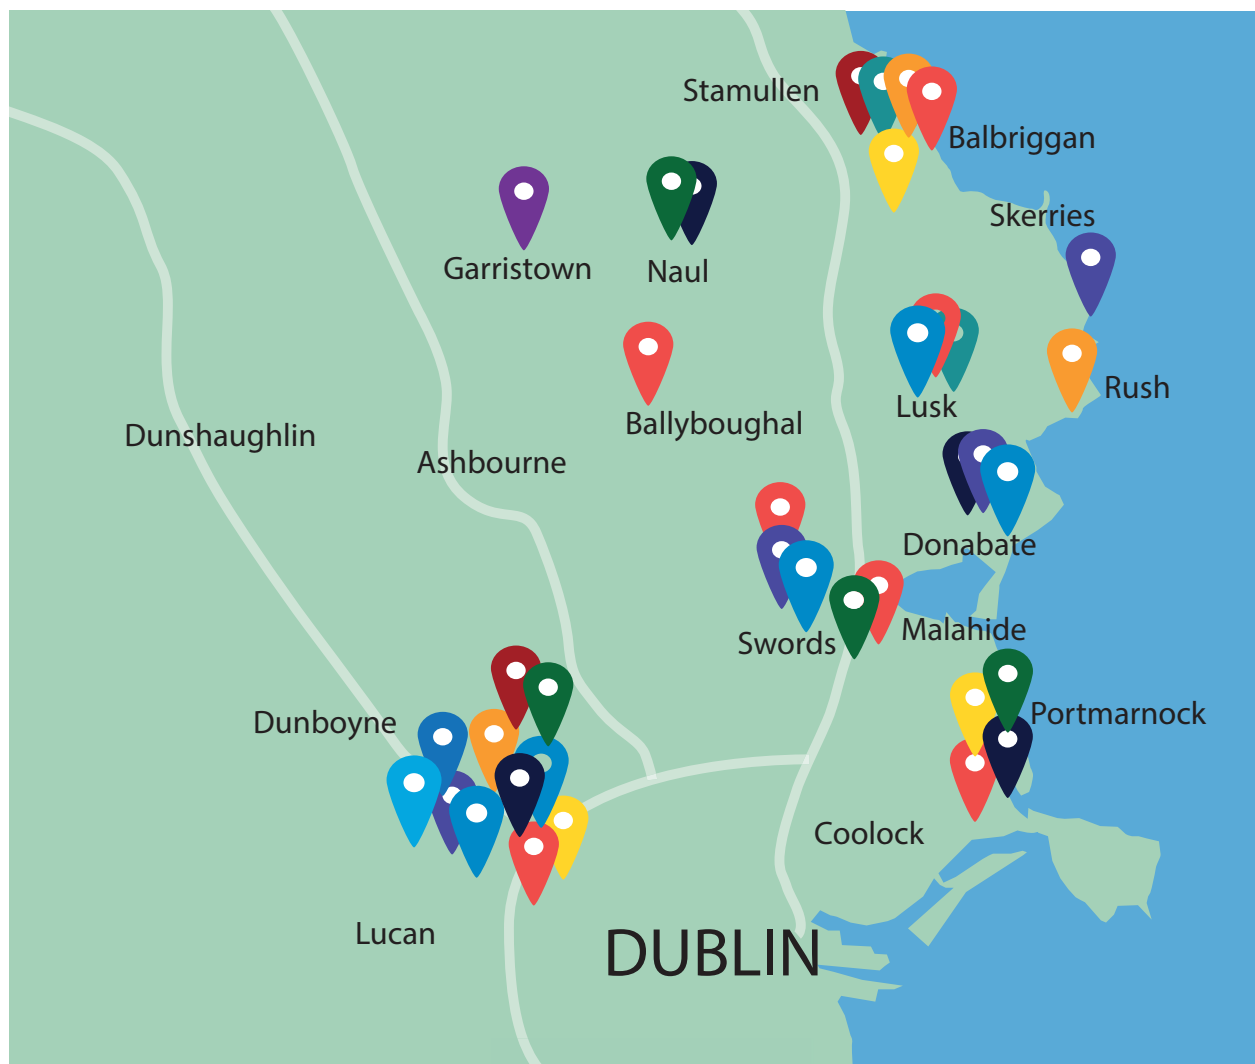 Stamullen
Balbriggan
Skerries
Garristown
Naul
Rush
Lusk
Ballyboughal
Dunshaughlin
Ashbourne
Donabate
Malahide
Swords
Portmarnock
Dunboyne
Coolock
Lucan
DUBLIN